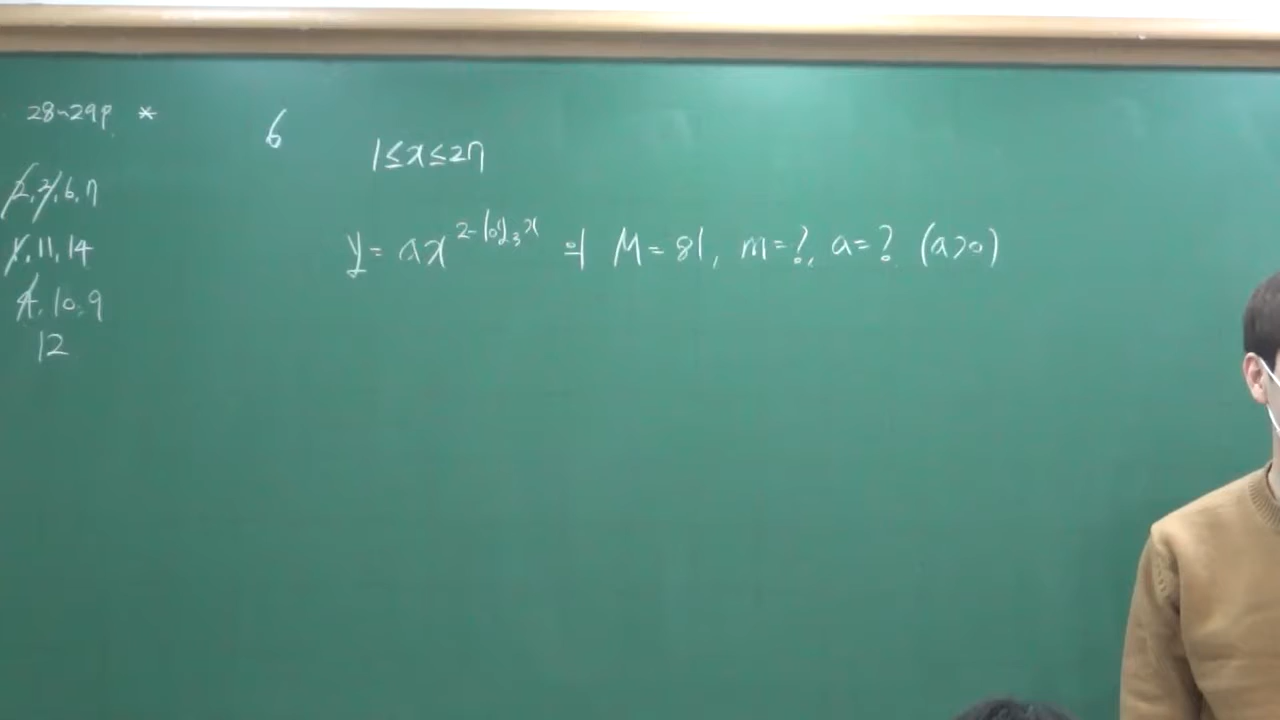 28~29p *
2, 3, 6, 7
1, 11, 14
4, 10, 9
12
6
1≤x≤27
y = ax^{2-log_3 x} 의 M=81, m=?, a=? (a>0)